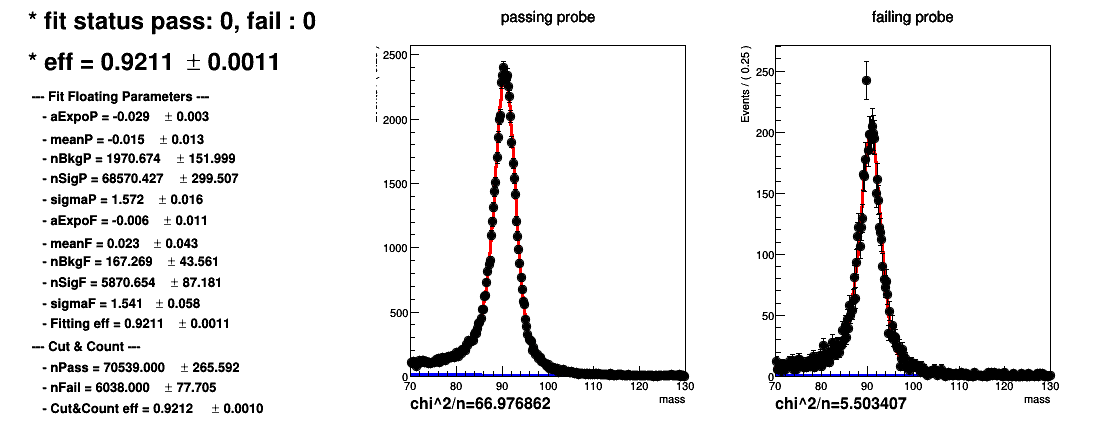 * fit status pass: 0, fail : 0
* eff = 0.9211 ± 0.0011
--- Fit Floating Parameters ---
- aExpoP = -0.029 ± 0.003
- meanP = -0.015 ± 0.013
- nBkgP = 1970.674 ± 151.999
- nSigP = 68570.427 ± 299.507
- sigmaP = 1.572 ± 0.016
- aExpoF = -0.006 ± 0.011
- meanF = 0.023 ± 0.043
- nBkgF = 167.269 ± 43.561
- nSigF = 5870.654 ± 87.181
- sigmaF = 1.541 ± 0.058
- Fitting eff = 0.9211 ± 0.0011
--- Cut & Count ---
- nPass = 70539.000 ± 265.592
- nFail = 6038.000 ± 77.705
- Cut&Count eff = 0.9212 ± 0.0010
passing probe
2500
2000
1500
1000
500
0
70 80 90 100 110 120 130
mass
chi^2/n=66.976862
failing probe
Events / ( 0.25 )
250
200
150
100
50
0
70 80 90 100 110 120 130
mass
chi^2/n=5.503407